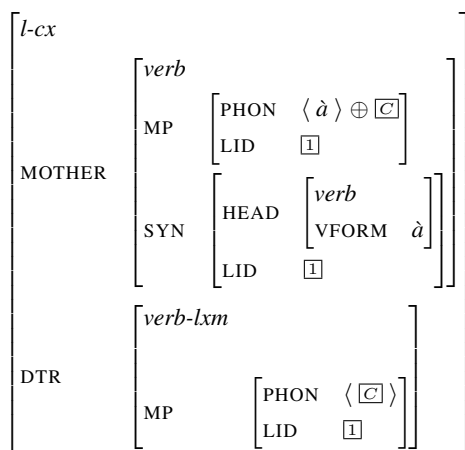 l-cx
verb
MP PHON ⟨ à ⟩ ⊕ C
LID 1
MOTHER
verb
SYN HEAD VFORM à
LID 1
verb-lxm
DTR
MP PHON ⟨ C ⟩
LID 1